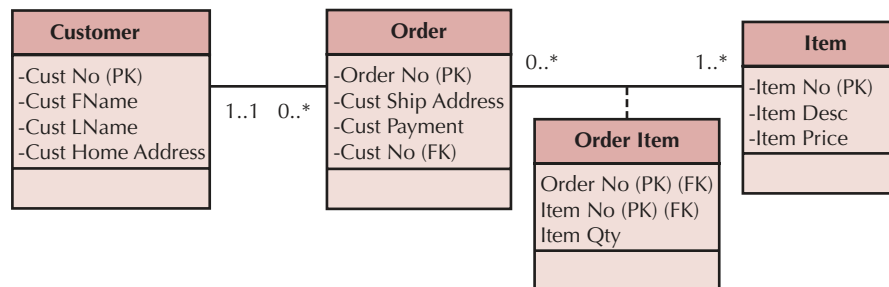 Customer
-Cust No (PK)
-Cust FName
-Cust LName
-Cust Home Address
1..1
0..*
Order
-Order No (PK)
-Cust Ship Address
-Cust Payment
-Cust No (FK)
0..*
1..*
Order Item
Order No (PK) (FK)
Item No (PK) (FK)
Item Qty
Item
-Item No (PK)
-Item Desc
-Item Price